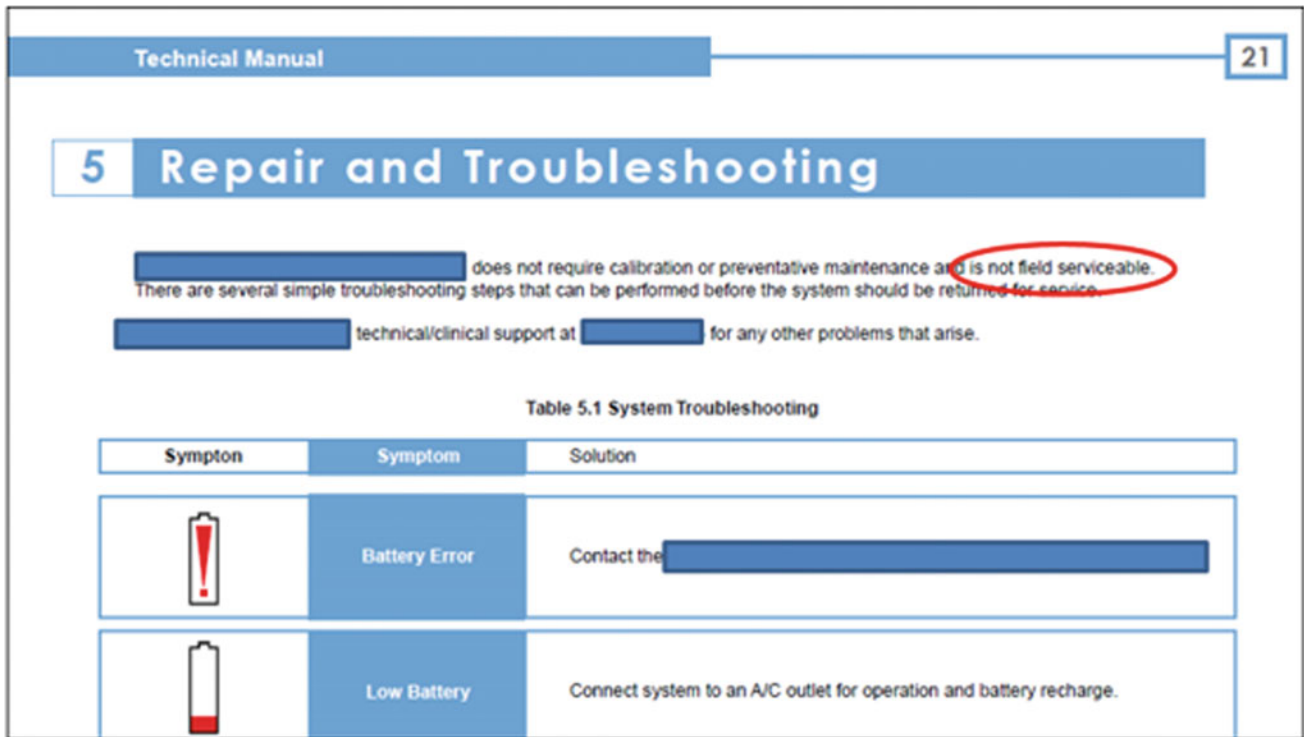 Technical Manual
21
5 Repair and Troubleshooting
does not require calibration or preventative maintenance and is not field serviceable.
There are several simple troubleshooting steps that can be performed before the system should be returned for service.
technical/clinical support at for any other problems that arise.
Table 5.1 System Troubleshooting
Sympton Symptom Solution
Battery Error Contact the
Low Battery Connect system to an A/C outlet for operation and battery recharge.